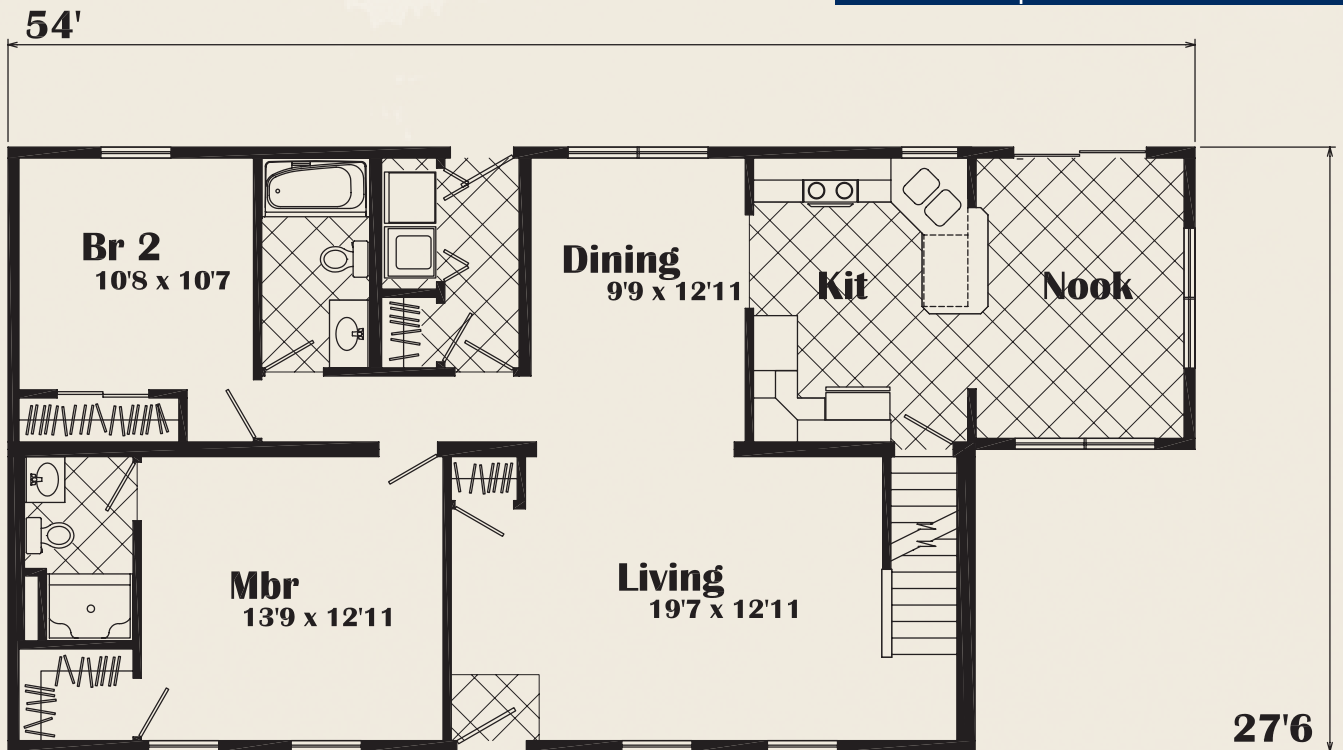 54'
Br 2
10'8 x 10'7
Dining
9'9 x 12'11
Kit
Nook
Mbr
13'9 x 12'11
Living
19'7 x 12'11
27'6